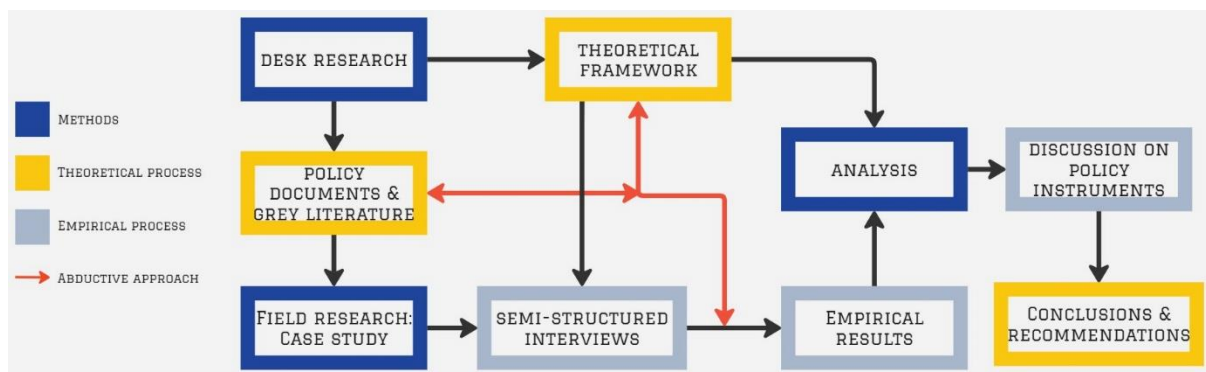 DESK RESEARCH
THEORETICAL
FRAMEWORK
METHODS
THEORETICAL PROCESS
EMPIRICAL PROCESS
ABDUCTIVE APPROACH
POLICY
DOCUMENTS &
GREY LITERATURE
ANALYSIS
DISCUSSION ON
POLICY
INSTRUMENTS
FIELD RESEARCH:
CASE STUDY
SEMI-STRUCTURED
INTERVIEWS
EMPIRICAL
RESULTS
CONCLUSIONS &
RECOMMENDATIONS